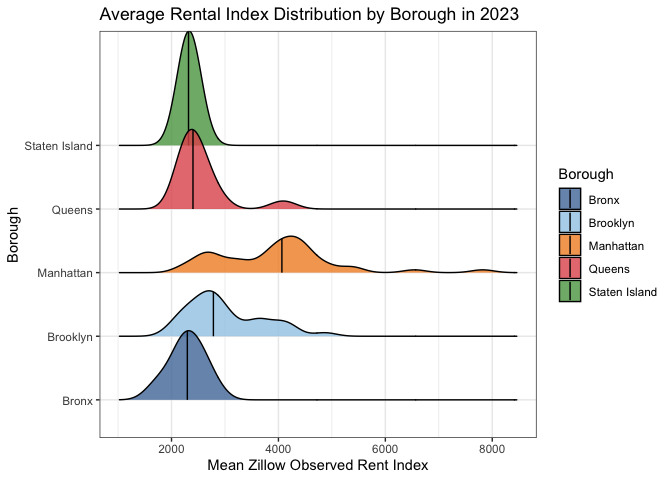 Average Rental Index Distribution by Borough in 2023
Borough
Staten Island
Queens
Manhattan
Brooklyn
Bronx
2000
4000
6000
8000
Mean Zillow Observed Rent Index
Borough
Bronx
Brooklyn
Manhattan
Queens
Staten Island